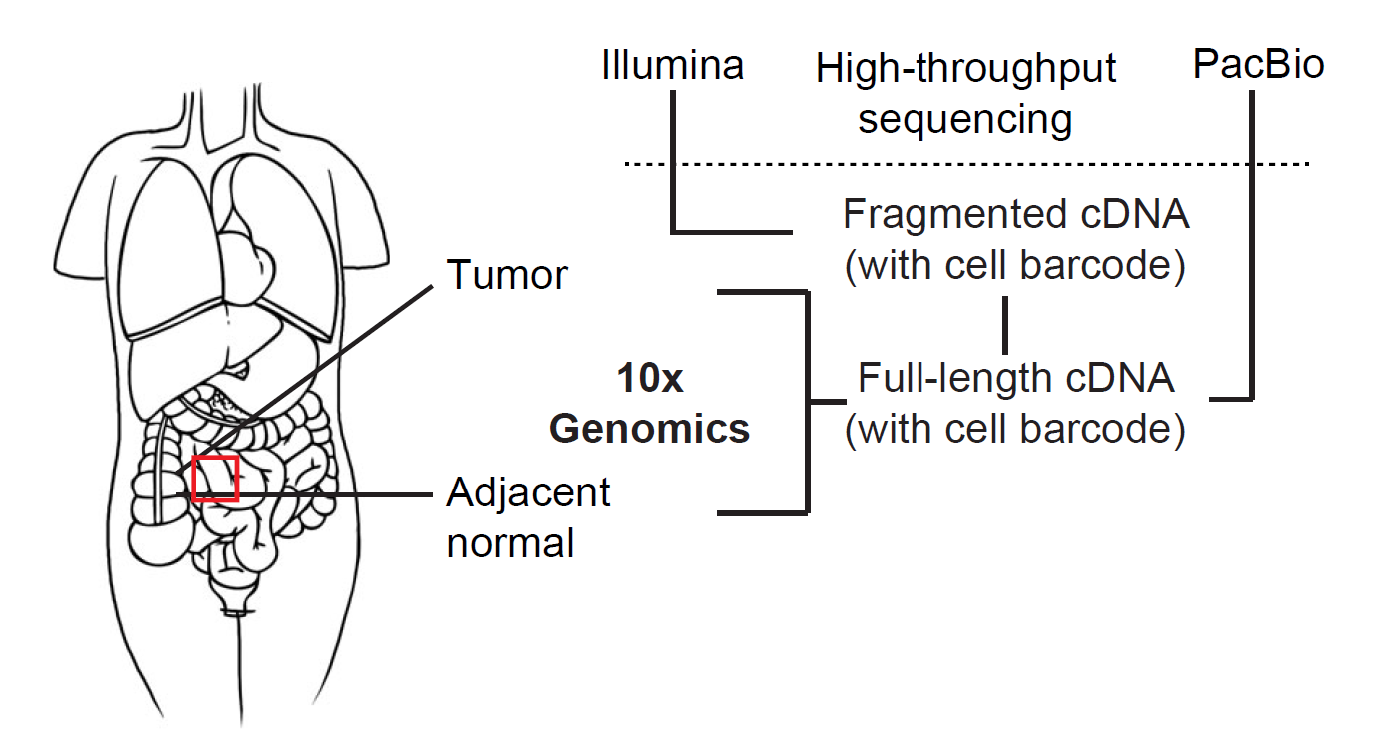 Illumina
High-throughput
sequencing
PacBio
Fragmented cDNA
(with cell barcode)
Tumor
10x
Genomics
Full-length cDNA
(with cell barcode)
Adjacent
normal